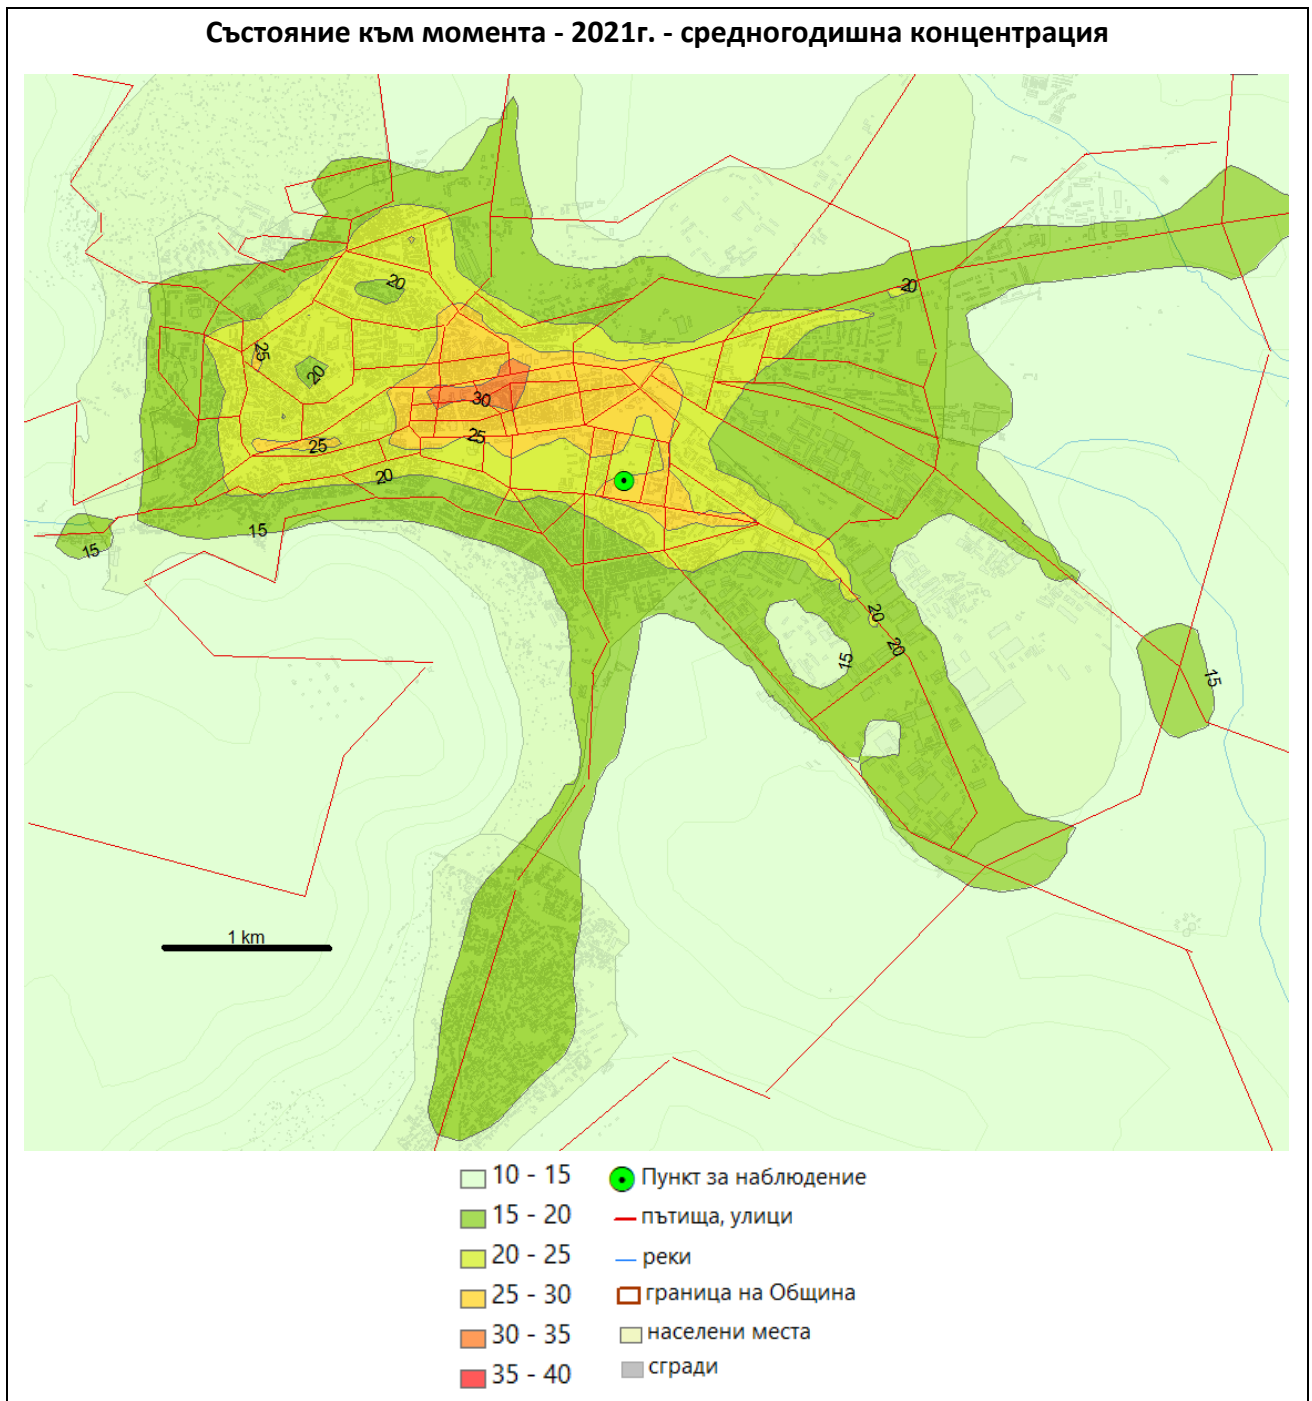 Състояние към момента - 2021г. - средногодишна концентрация
20
20
25
20
30
25
25
20
15
15
20
20
15
15
1 km
10 - 15
Пункт за наблюдение
15 - 20
пътища, улици
20 - 25
реки
25 - 30
граница на Община
30 - 35
населени места
35 - 40
сгради